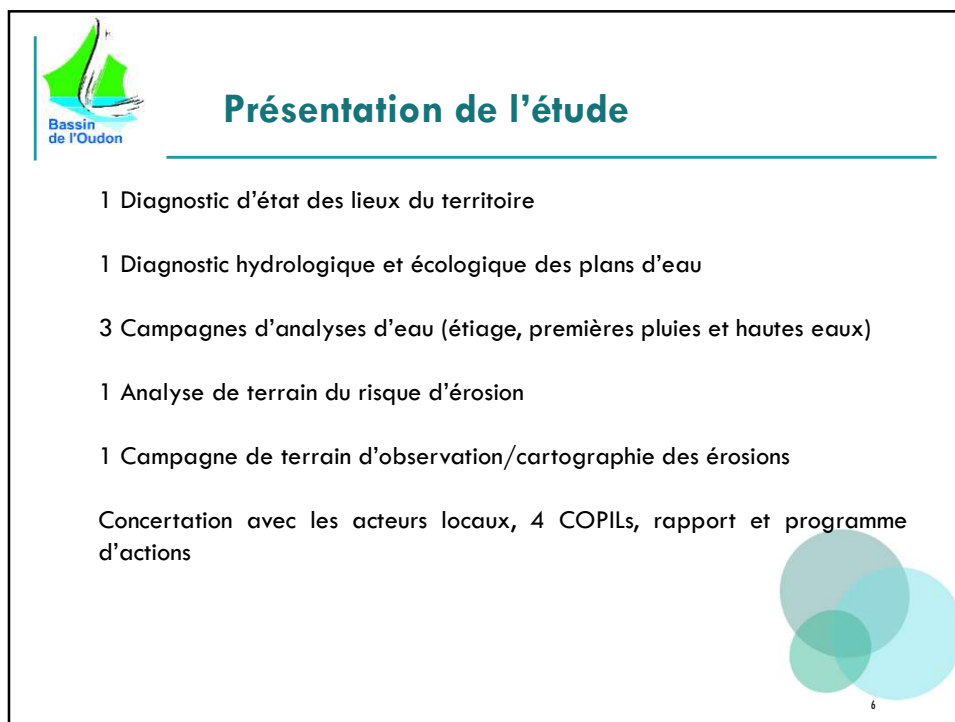 Bassin
de l'Oudon
Présentation de l'étude
1 Diagnostic d'état des lieux du territoire
1 Diagnostic hydrologique et écologique des plans d'eau
3 Campagnes d'analyses d'eau (étiage, premières pluies et hautes eaux)
1 Analyse de terrain du risque d'érosion
1 Campagne de terrain d'observation/cartographie des érosions
Concertation avec les acteurs locaux, 4 COPILs, rapport et programme
d'actions
6